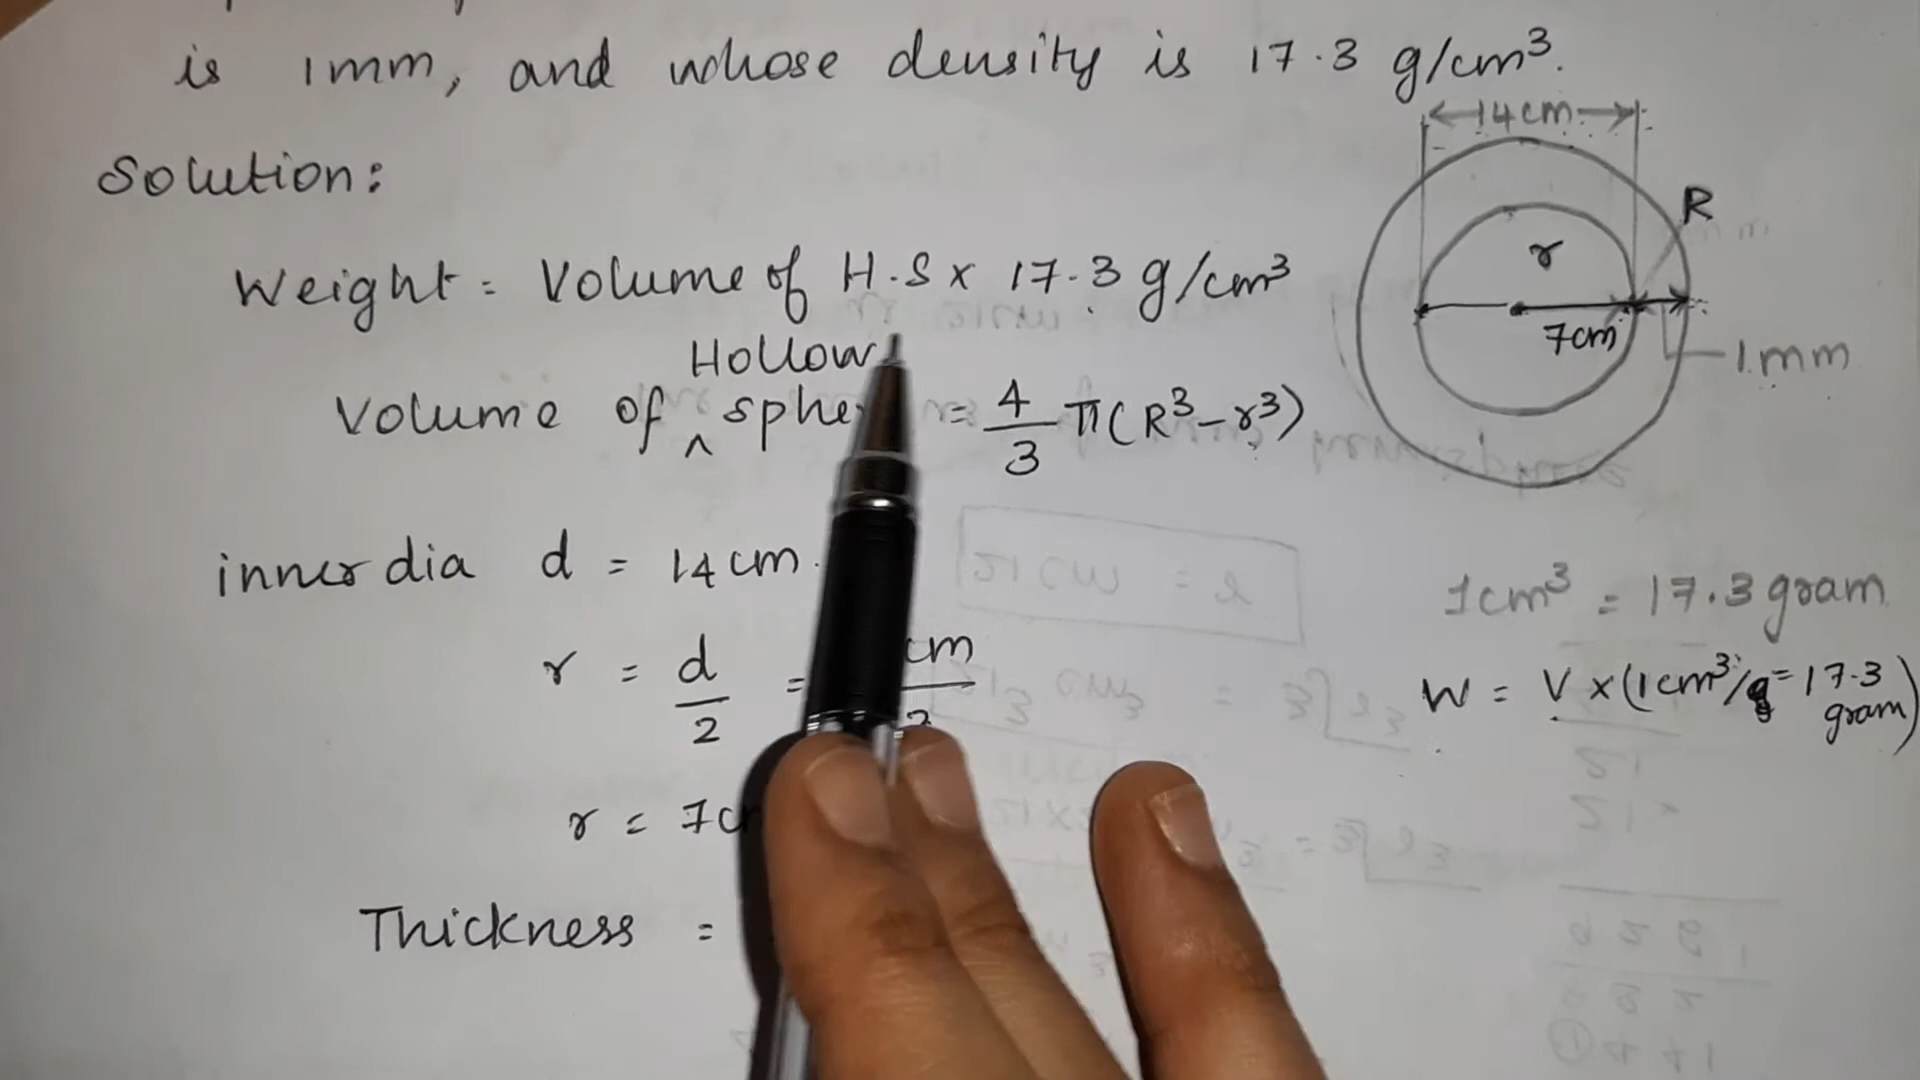 is 1mm, and whose density is 17.3 g/cm³.
Solution:
Weight = Volume of H.S x 17.3 g/cm³
Hollow
Volume of ^ sphe = 4/3 π(R³-r³)
inner dia d = 14cm.
r = d/2 = cm/2
r = 7c
Thickness =
14cm
R
r
7cm
1mm
1cm³ = 17.3 gram
W = V x (1cm³/g = 17.3 gram)